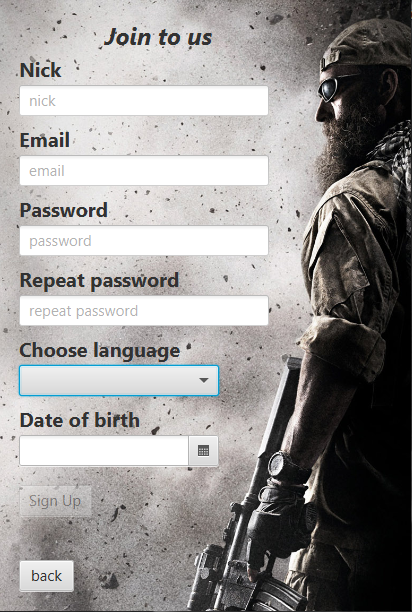 Join to us
Nick
nick
Email
email
Password
password
Repeat password
repeat password
Choose language
Date of birth
Sign Up
back